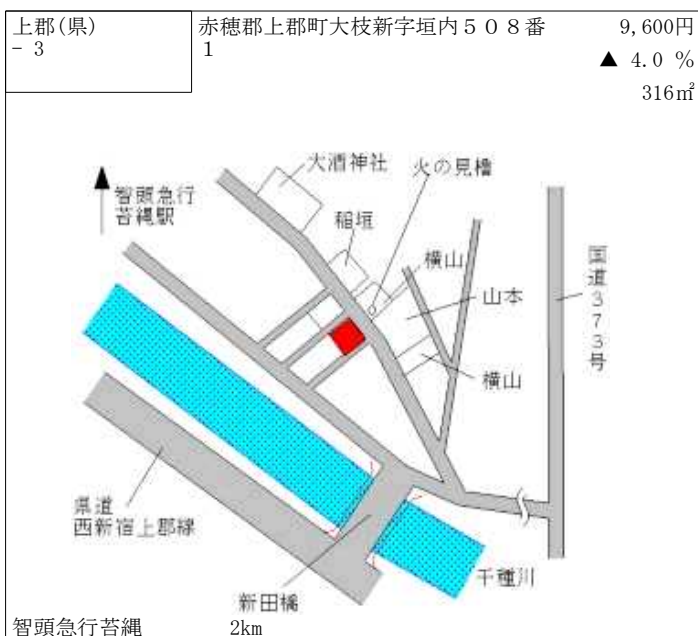 上郡(県)
- 3
赤穂郡上郡町大枝新字垣内５０８番
1
9,600円
▲ 4.0 %
316㎡
大酒神社
火の見櫓
智頭急行
苔縄駅
稲垣
横山
山本
国道３７３号
横山
県道
西新宿上郡線
千種川
新田橋
智頭急行苔縄
2km